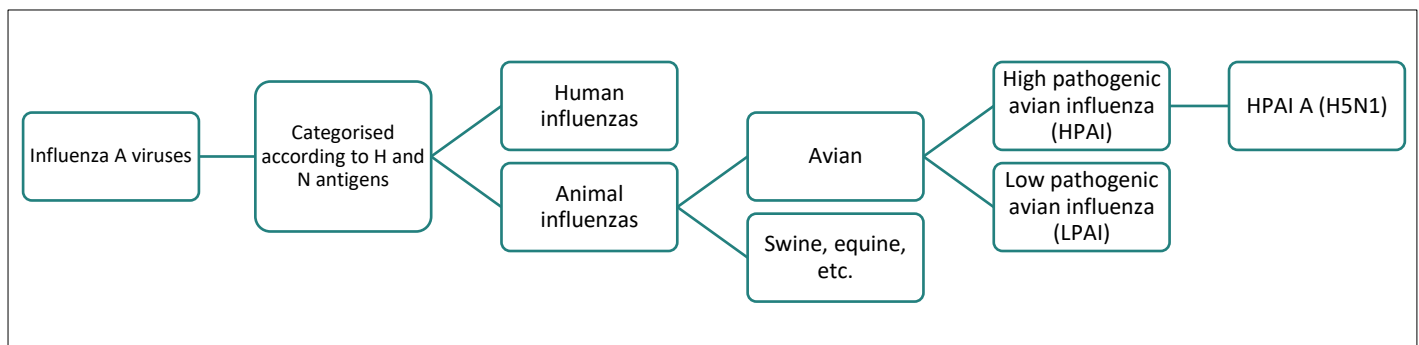 Influenza A viruses
Categorised
according to H and
N antigens
Human
influenzas
Animal
influenzas
Avian
Swine, equine,
etc.
High pathogenic
avian influenza
(HPAI)
Low pathogenic
avian influenza
(LPAI)
HPAI A (H5N1)